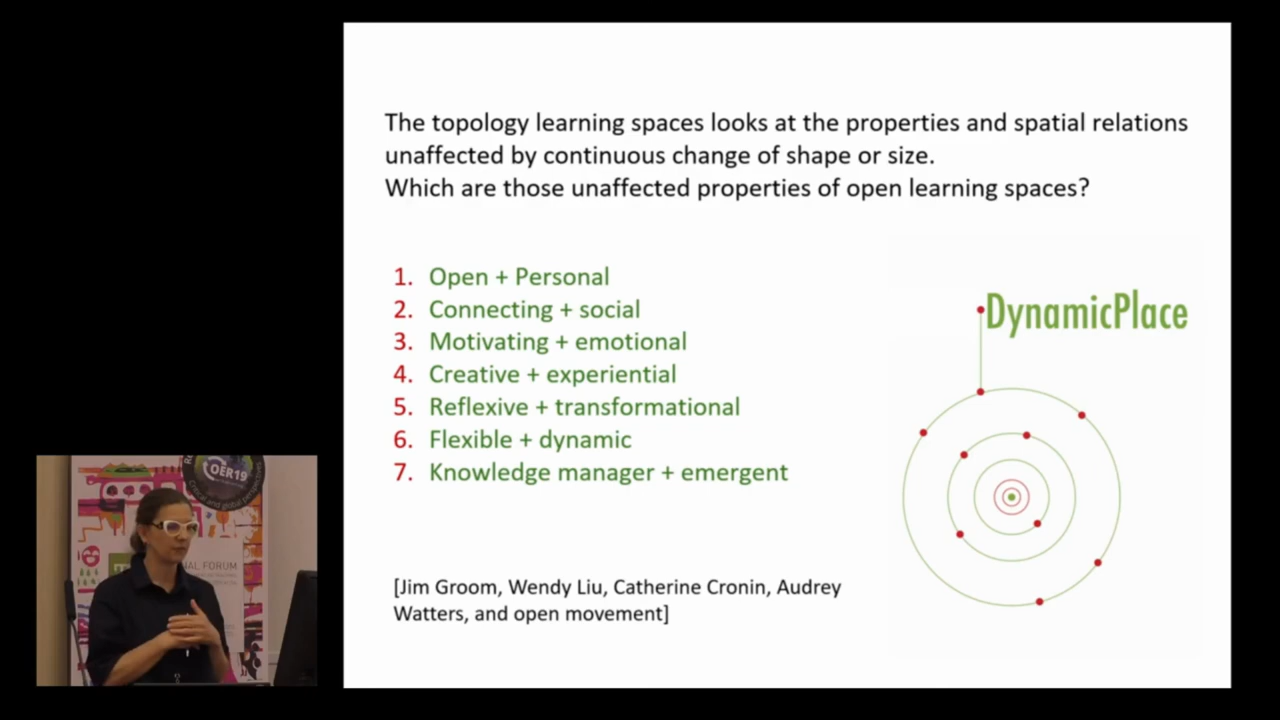 The topology learning spaces looks at the properties and spatial relations
unaffected by continuous change of shape or size.
Which are those unaffected properties of open learning spaces?
1. Open + Personal
2. Connecting + social
3. Motivating + emotional
4. Creative + experiential
5. Reflexive + transformational
6. Flexible + dynamic
7. Knowledge manager + emergent
DynamicPlace
[Jim Groom, Wendy Liu, Catherine Cronin, Audrey
Watters, and open movement]
OER19
FORUM